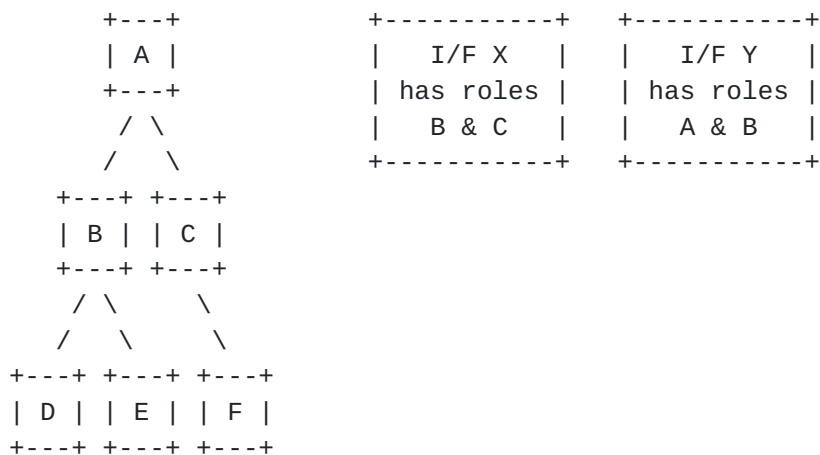 A
I/F X
has roles
B & C
I/F Y
has roles
A & B
B
C
D
E
F